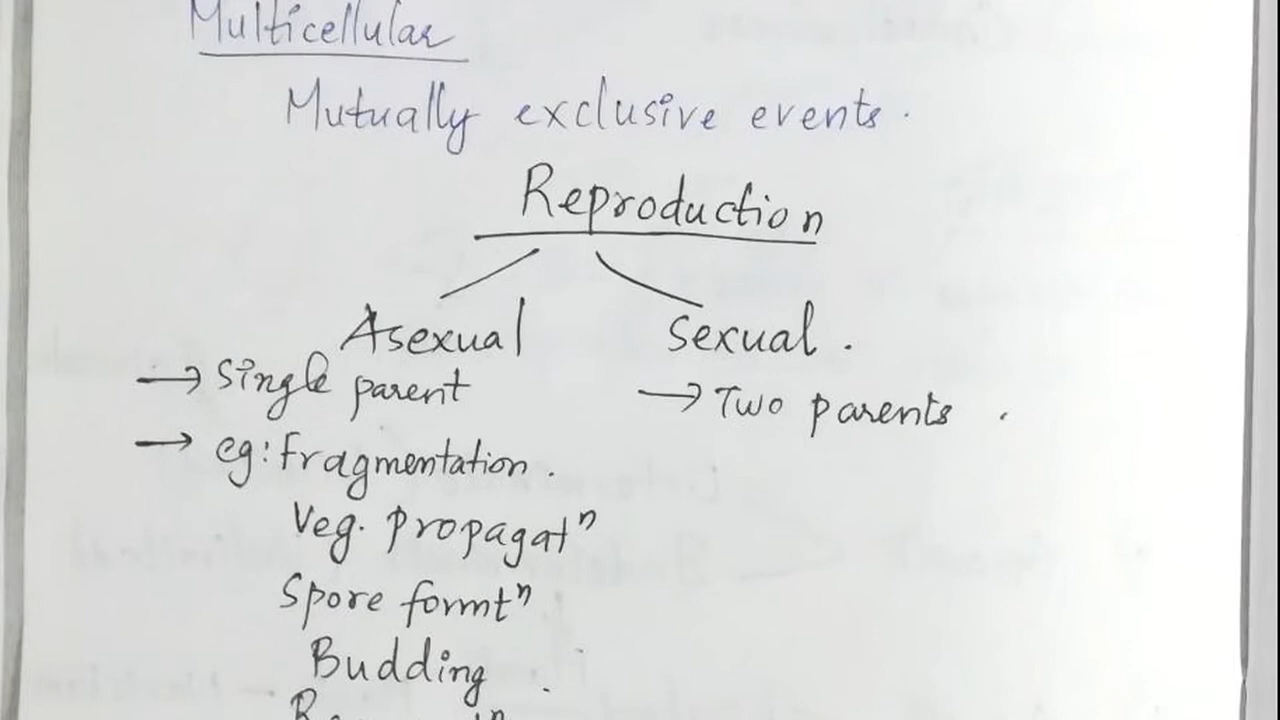 Multicellular
Mutually exclusive events.
Reproduction
Asexual
Sexual.
→ Single parent
→ Two parents.
→ eg: fragmentation.
Veg. propagatⁿ
Spore formtⁿ
Budding.